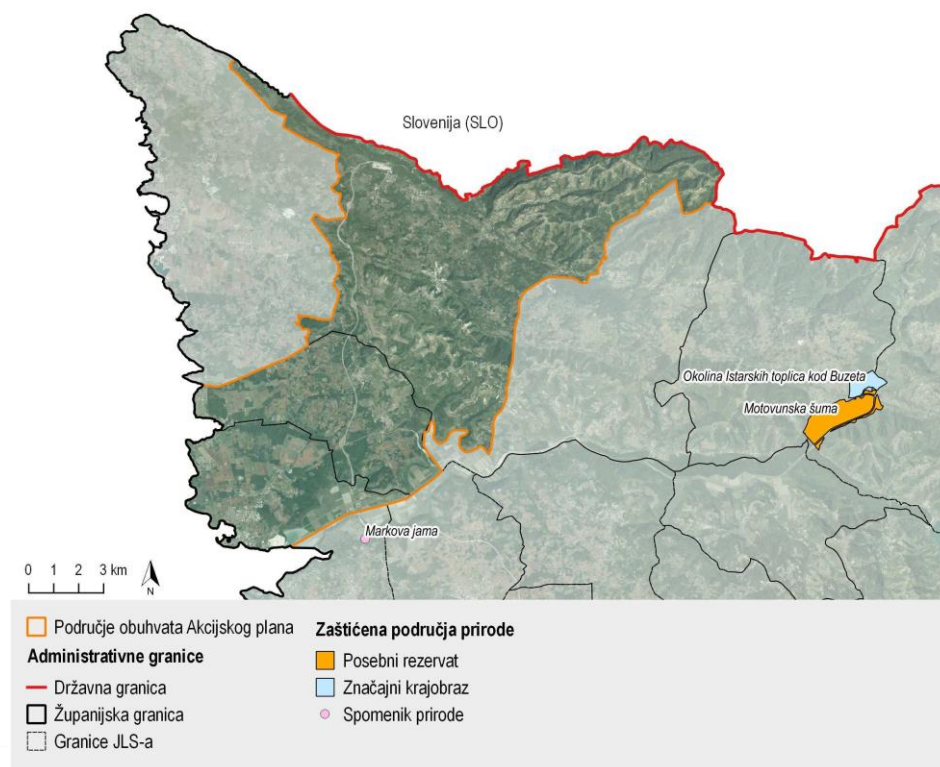 Slovenija (SLO)
Okolina Istarskih toplica kod Buzeta
Motovunska šuma
Markova jama
0 1 2 3 km
N
Područje obuhvata Akcijskog plana
Administrativne granice
Državna granica
Županijska granica
Granice JLS-a
Zaštićena područja prirode
Posebni rezervat
Značajni krajobraz
Spomenik prirode